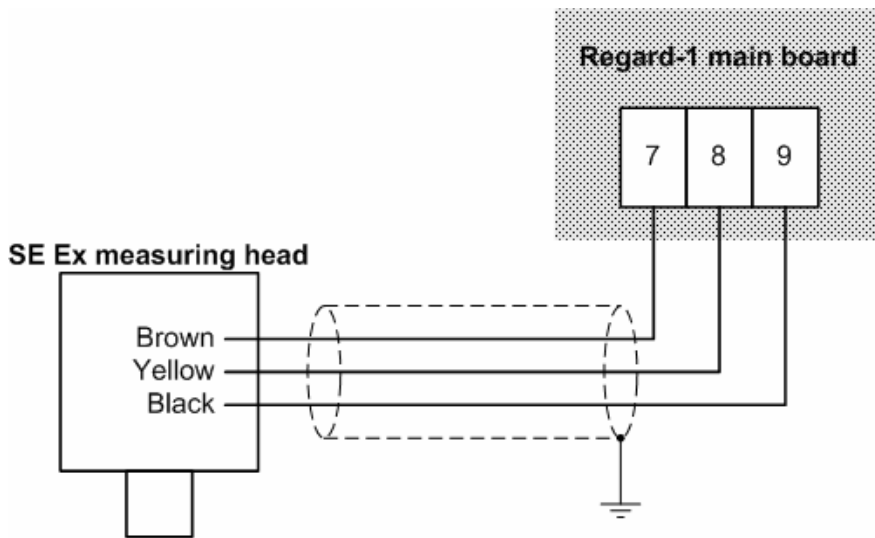 Regard-1 main board
7 8 9
SE Ex measuring head
Brown
Yellow
Black